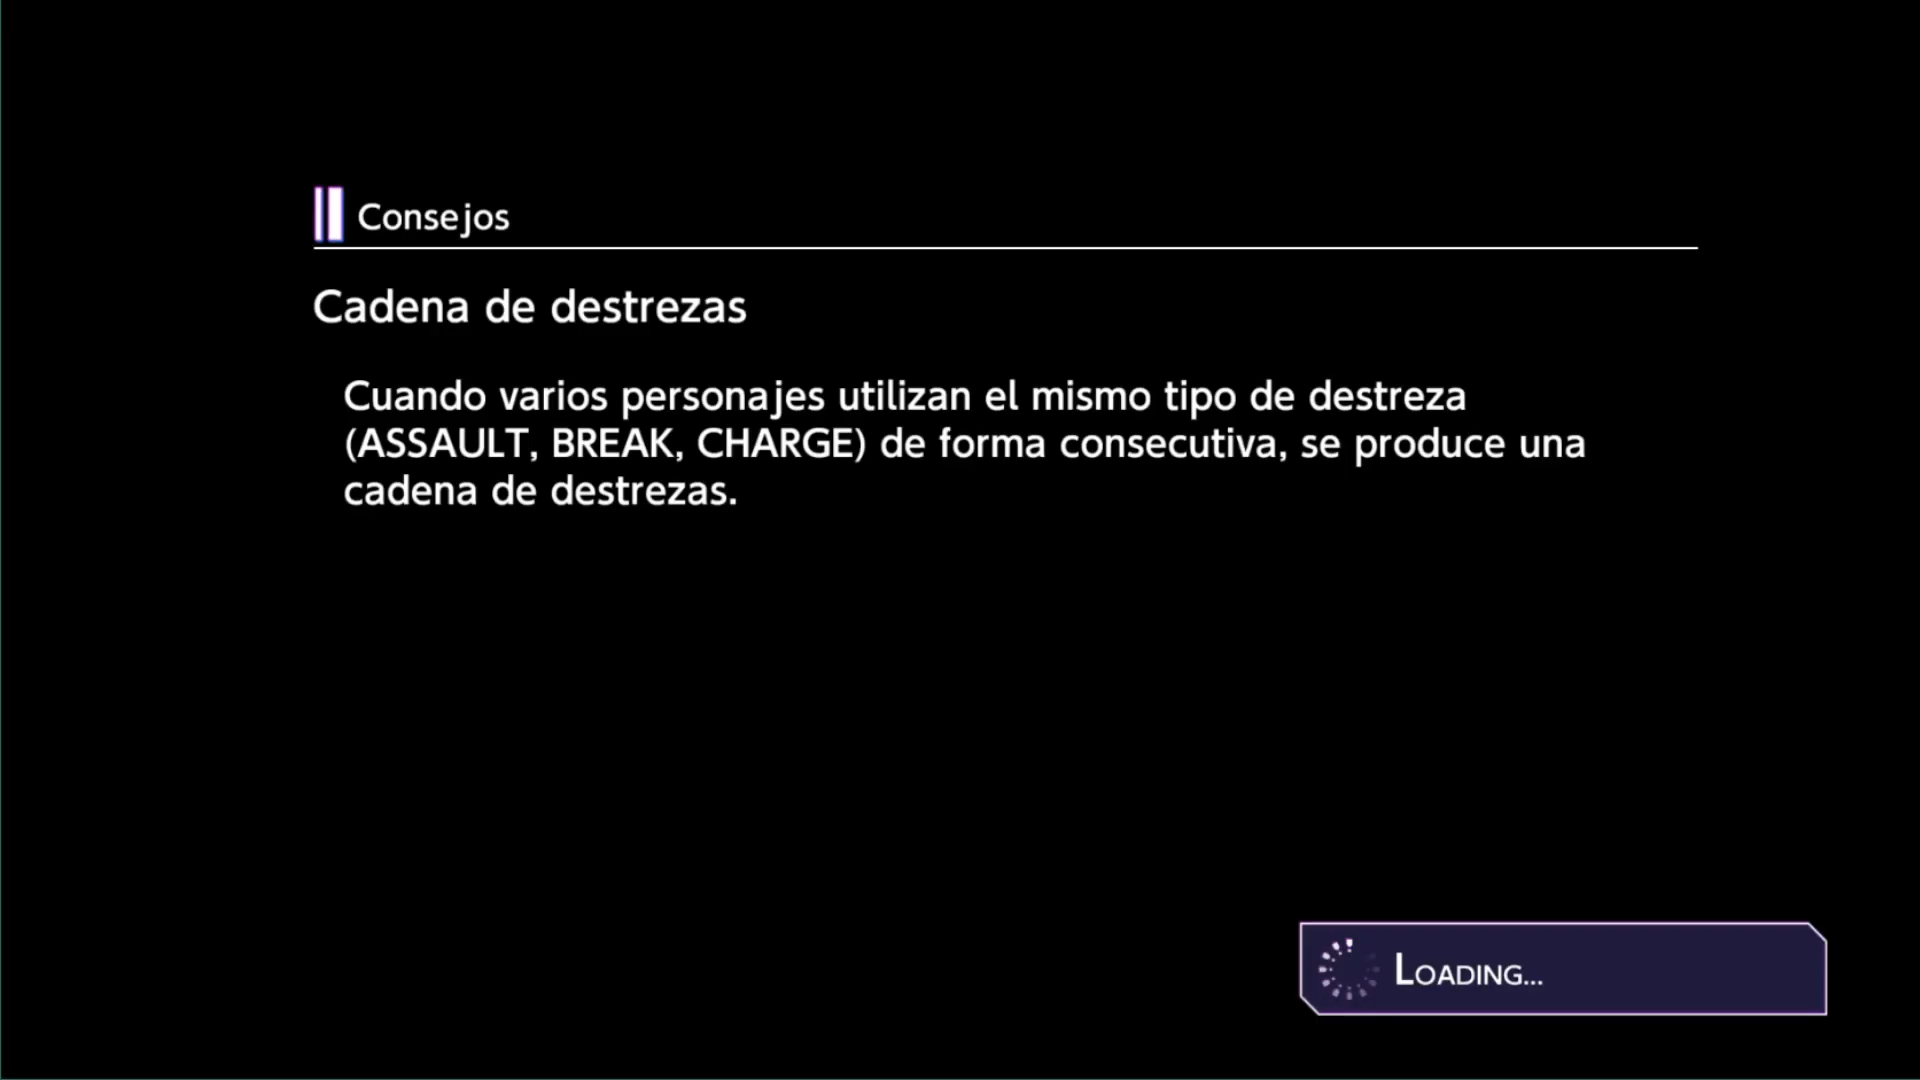 Consejos
Cadena de destrezas
Cuando varios personajes utilizan el mismo tipo de destreza
(ASSAULT, BREAK, CHARGE) de forma consecutiva, se produce una
cadena de destrezas.
LOADING...